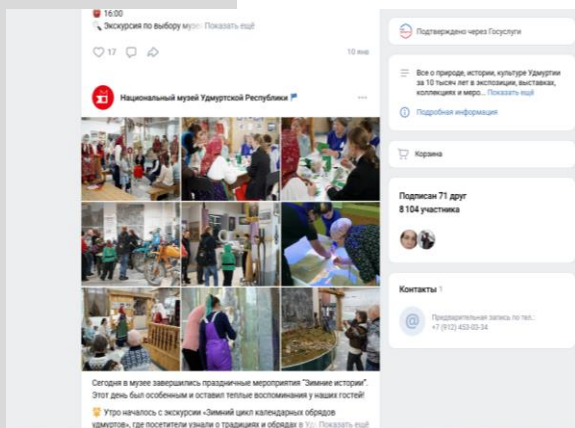 16:00
Экскурсия по выбору музе Показать ещё
17
10 янв
Национальный музей Удмуртской Республики
Сегодня в музее завершились праздничные мероприятия "Зимние истории".
Этот день был особенным и оставил теплые воспоминания у наших гостей!
Утро началось с экскурсии «Зимний цикл календарных обрядов
удмуртов», где посетители узнали о традициях и обрядах в Показать ещё
Подтверждено через Госуслуги
Все о природе, истории, культуре Удмуртии
за 10 тысяч лет в экспозиции, выставках,
коллекциях и меро... Показать ещё
Подробная информация
Корзина
Подписан 71 друг
8 104 участника
Контакты 1
Предварительная запись по тел.:
+7 (912) 453-03-34